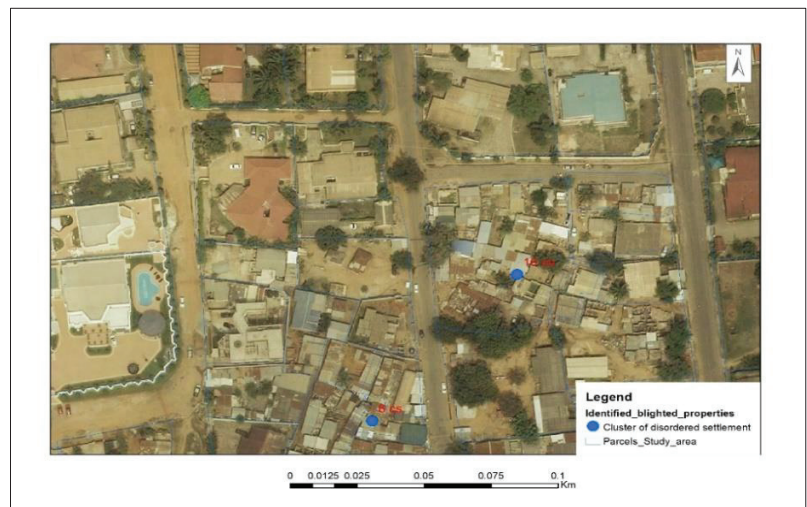 N
Legend
Identified_blighted_properties
Cluster of disordered settlement
Parcels_Study_area
0 0.0125 0.025 0.05 0.075 0.1
Km